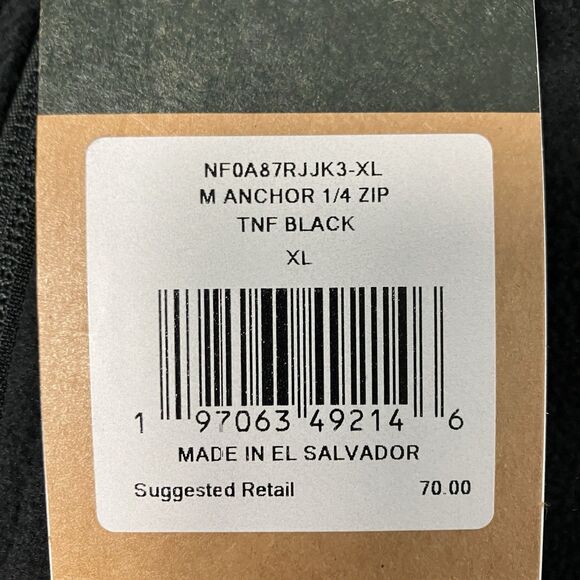 NF0A87RJJK3-XL
M ANCHOR 1/4 ZIP
TNF BLACK
XL
1 97063 49214 6
MADE IN EL SALVADOR
Suggested Retail 70.00